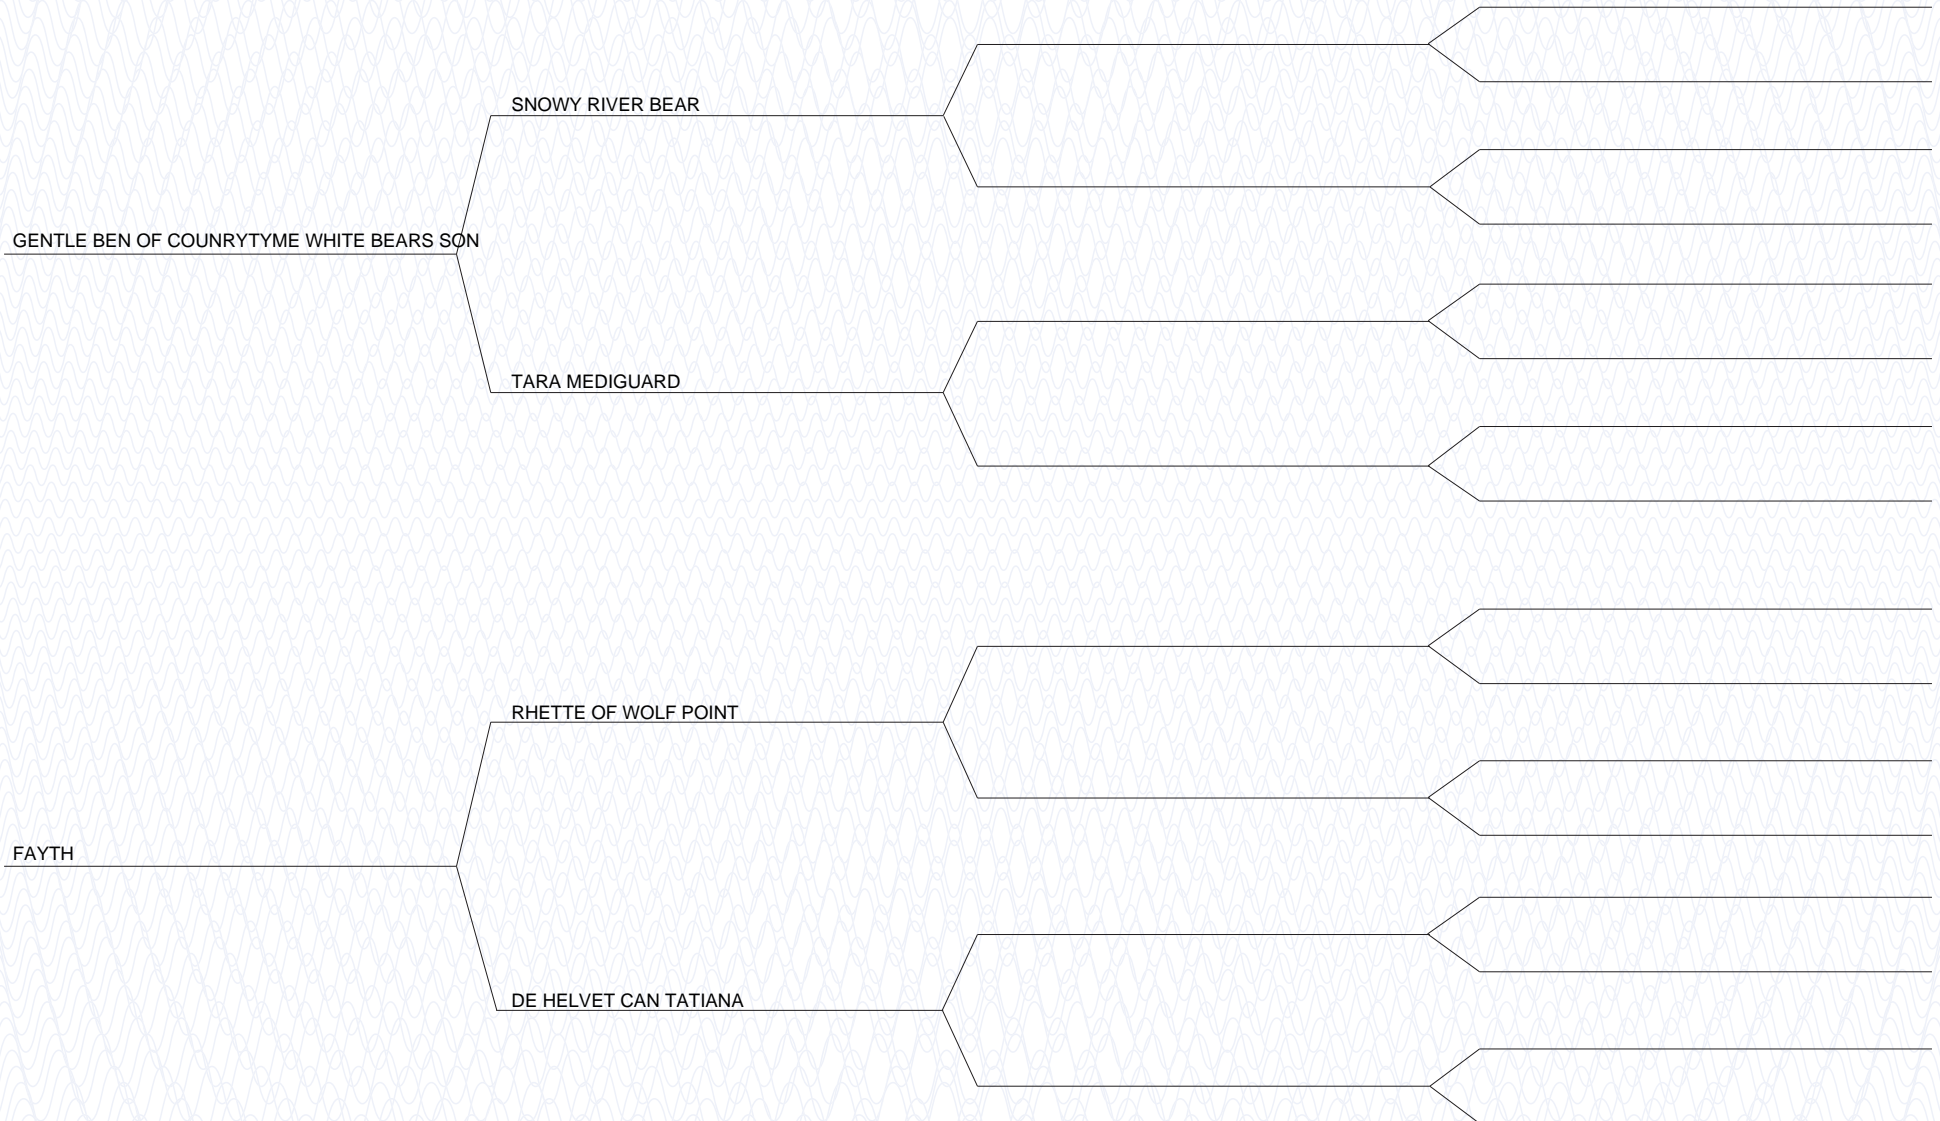 SNOWY RIVER BEAR
GENTLE BEN OF COUNRYTYME WHITE BEARS SON
TARA MEDIGUARD
RHETTE OF WOLF POINT
FAYTH
DE HELVET CAN TATIANA